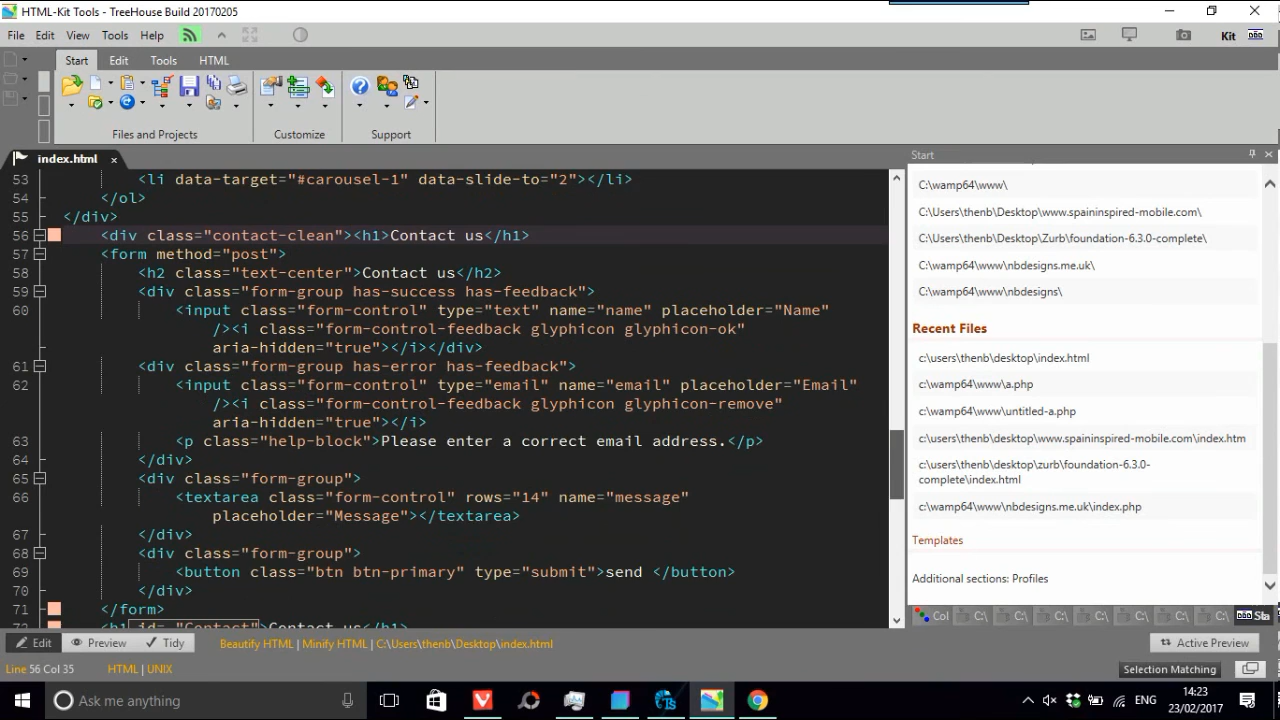 HTML-Kit Tools - TreeHouse Build 20170205
File Edit View Tools Help
Kit
Start Edit Tools HTML
Files and Projects
Customize
Support
index.html
53 <li data-target="#carousel-1" data-slide-to="2"></li>
54 </ol>
55 </div>
56 <div class="contact-clean"><h1>Contact us</h1>
57 <form method="post">
58 <h2 class="text-center">Contact us</h2>
59 <div class="form-group has-success has-feedback">
60 <input class="form-control" type="text" name="name" placeholder="Name"
/><i class="form-control-feedback glyphicon glyphicon-ok"
aria-hidden="true"></i></div>
61 <div class="form-group has-error has-feedback">
62 <input class="form-control" type="email" name="email" placeholder="Email"
/><i class="form-control-feedback glyphicon glyphicon-remove"
aria-hidden="true"></i>
63 <p class="help-block">Please enter a correct email address.</p>
64 </div>
65 <div class="form-group">
66 <textarea class="form-control" rows="14" name="message"
placeholder="Message"></textarea>
67 </div>
68 <div class="form-group">
69 <button class="btn btn-primary" type="submit">send </button>
70 </div>
71 </form>
72 <h1 id= "Contact">Contact us</h1>
Start
C:\wamp64\www\
C:\Users\thenb\Desktop\www.spaininspired-mobile.com\
C:\Users\thenb\Desktop\Zurb\foundation-6.3.0-complete\
C:\wamp64\www\nbdesigns.me.uk\
C:\wamp64\www\nbdesigns\
Recent Files
c:\users\thenb\desktop\index.html
c:\wamp64\www\a.php
c:\wamp64\www\untitled-a.php
c:\users\thenb\desktop\www.spaininspired-mobile.com\index.htm
c:\users\thenb\desktop\zurb\foundation-6.3.0-
complete\index.html
c:\wamp64\www\nbdesigns.me.uk\index.php
Templates
Additional sections: Profiles
Col C:\ C:\ C:\ C:\ C:\ C:\ C:\ Sta
Edit Preview Tidy
Beautify HTML | Minify HTML | C:\Users\thenb\Desktop\index.html
Active Preview
Line 56 Col 35
HTML | UNIX
Selection Matching
Ask me anything
ENG
14:23
23/02/2017